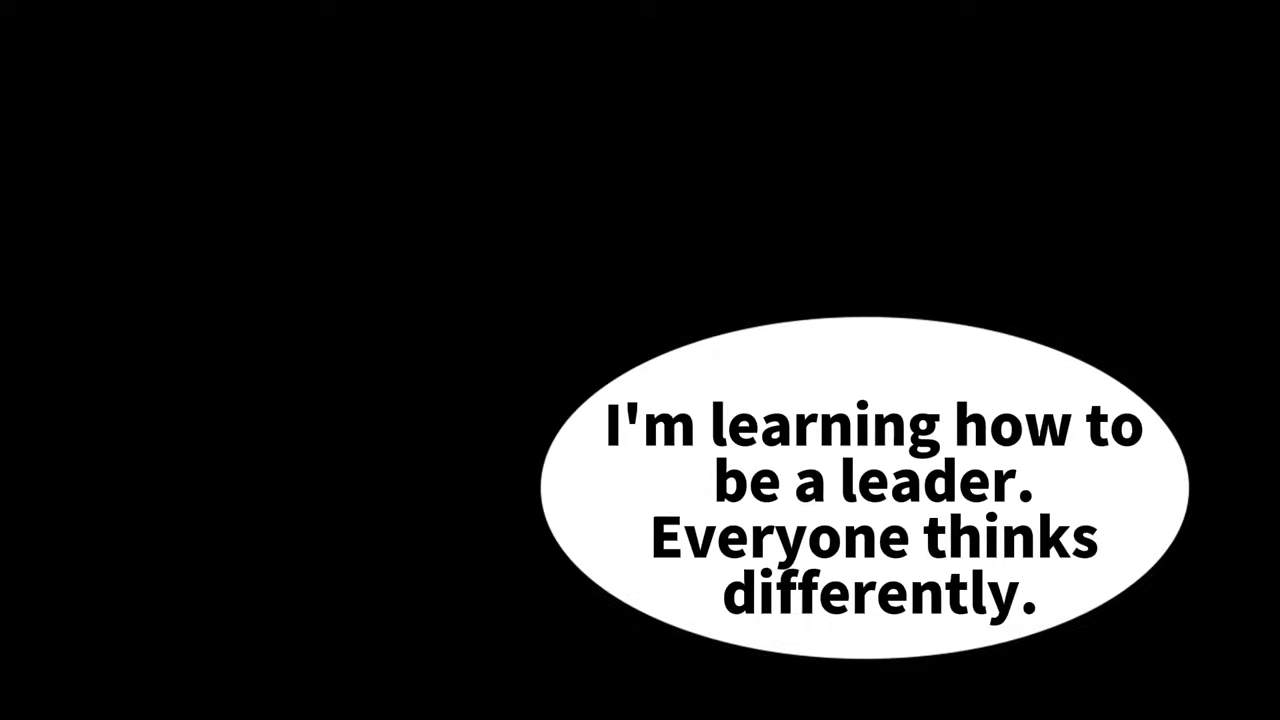 I'm learning how to
be a leader.
Everyone thinks
differently.